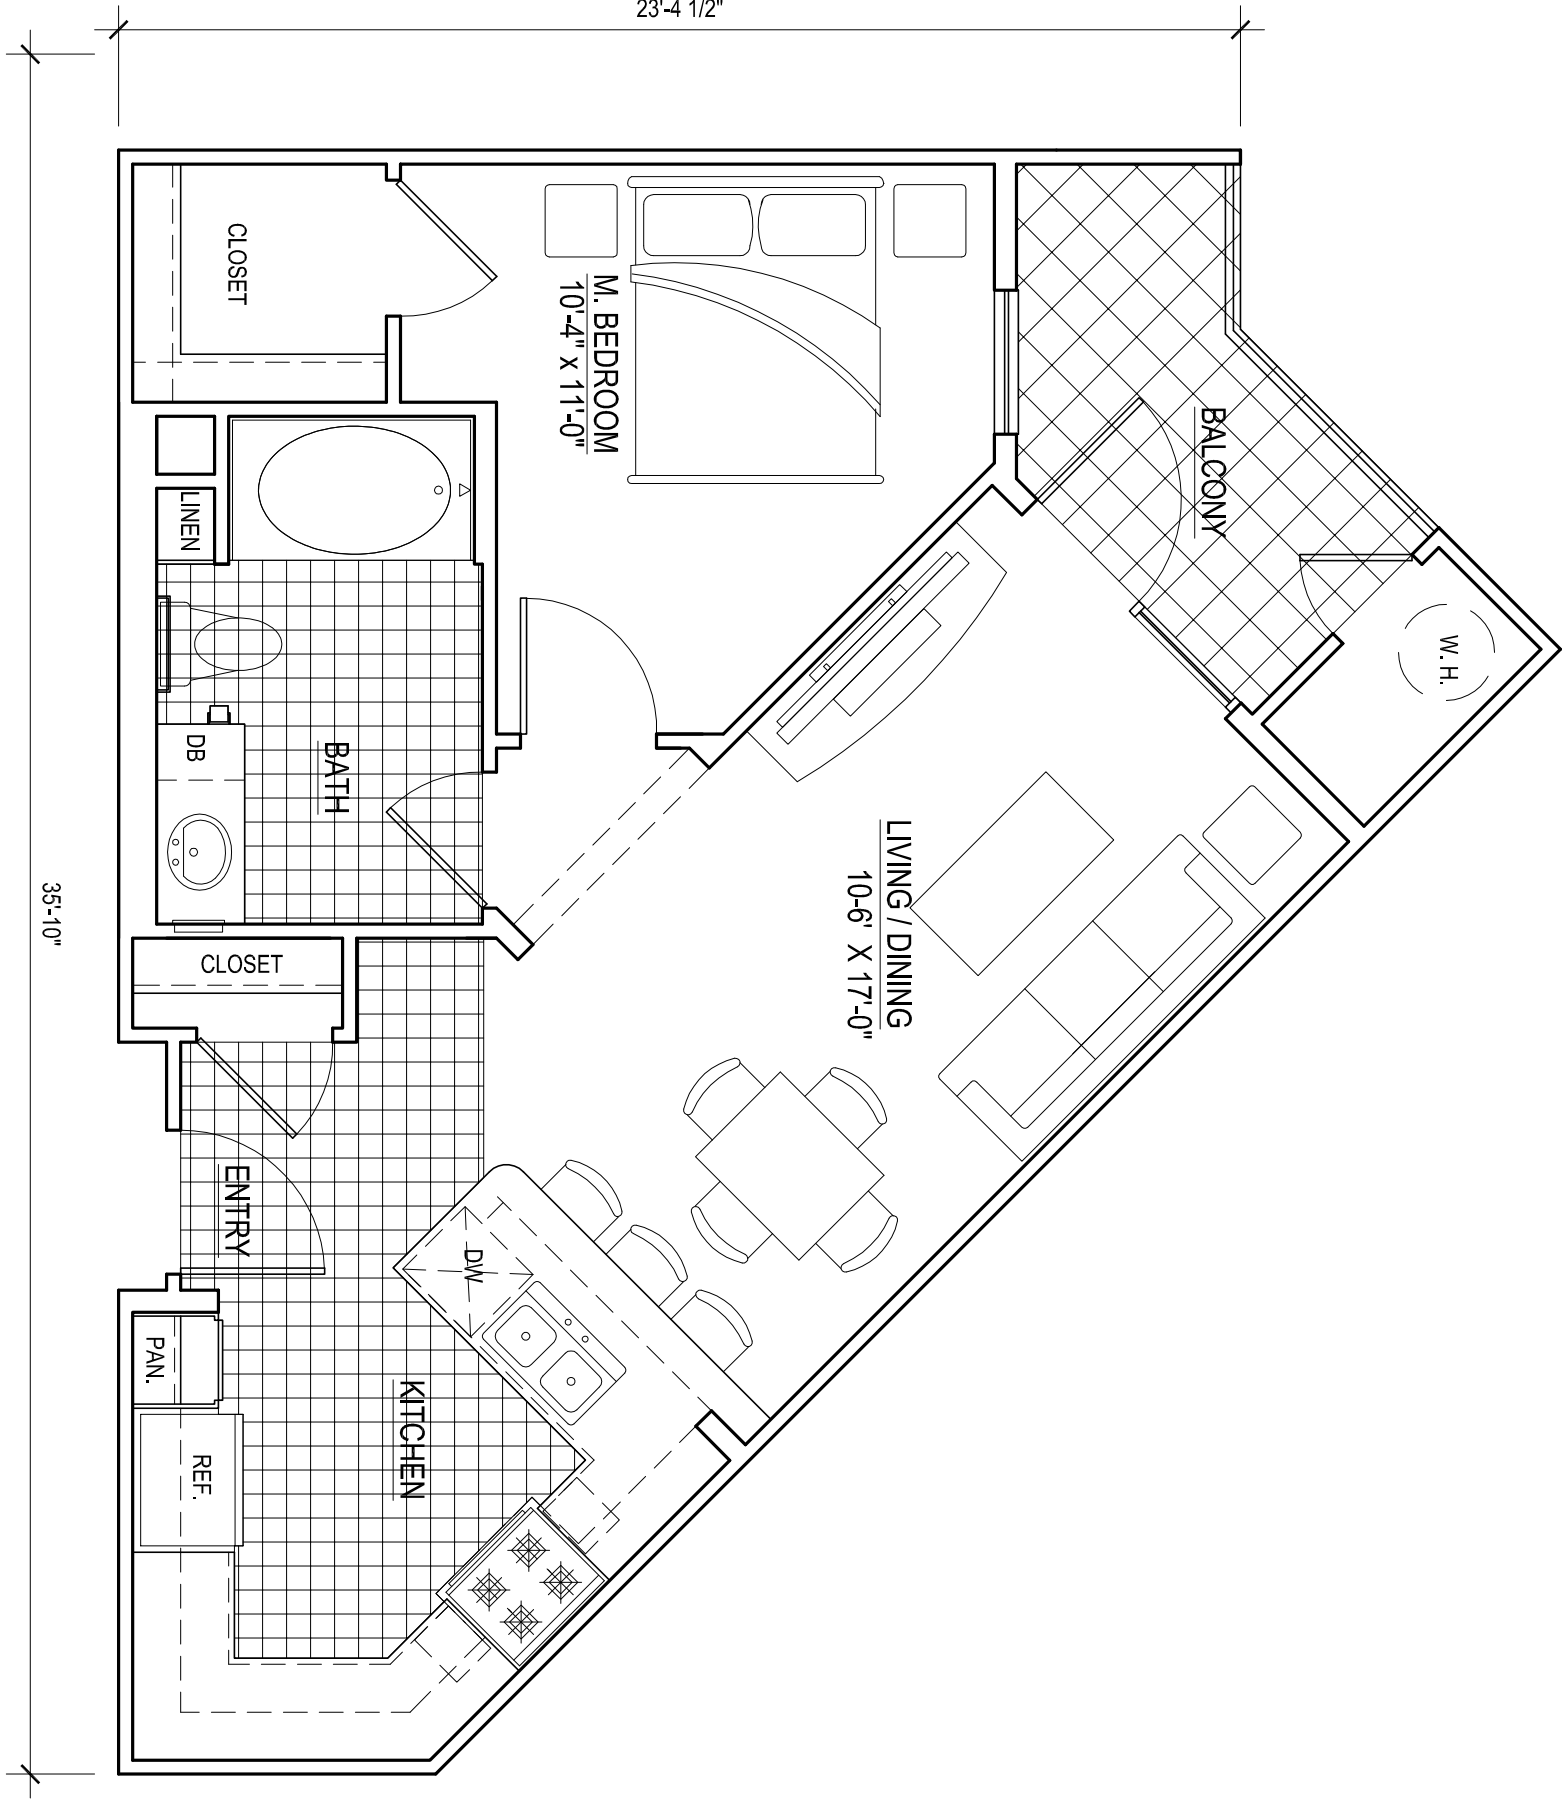 23'-4 1/2"
CLOSET
M. BEDROOM
10'-4" x 11'-0"
BALCONY
LINEN
W.H.
DB
BATH
LIVING / DINING
10-6' X 17'-0"
35'-10"
CLOSET
ENTRY
DW
PAN.
KITCHEN
REF.